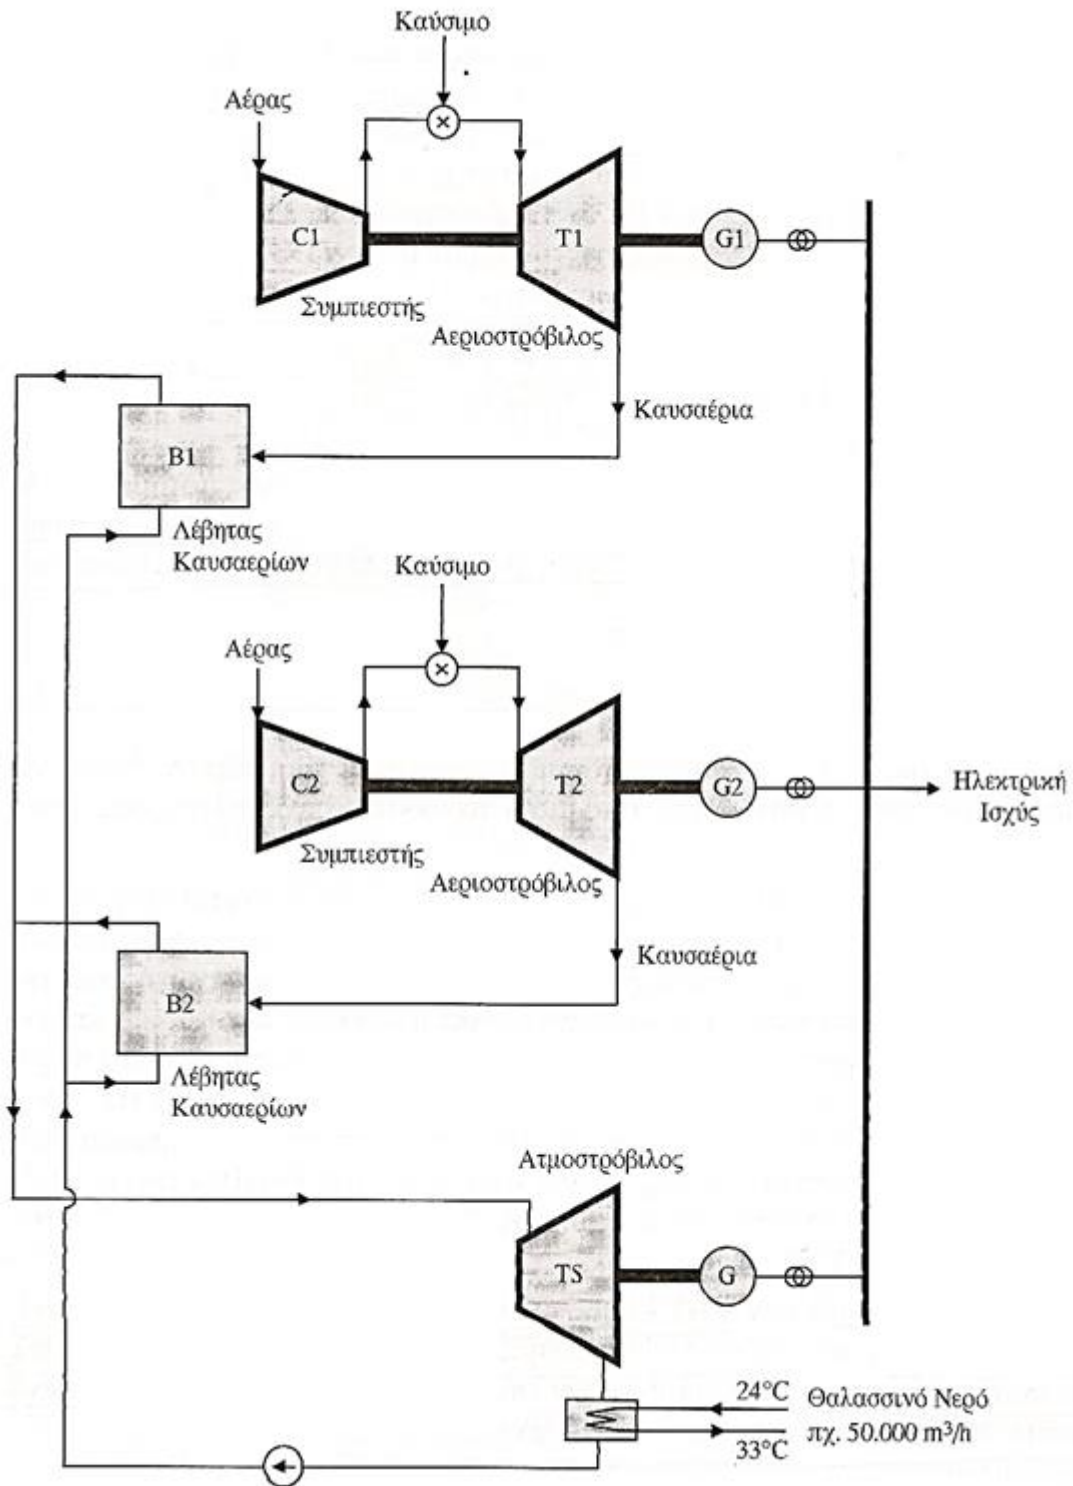 Καύσιμο
Αέρας
C1
T1
G1
Συμπιεστής
Αεριοστρόβιλος
Καυσαέρια
B1
Λέβητας
Καυσαερίων
Καύσιμο
Αέρας
C2
T2
G2
Ηλεκτρική
Ισχύς
Συμπιεστής
Αεριοστρόβιλος
Καυσαέρια
B2
Λέβητας
Καυσαερίων
Ατμοστρόβιλος
TS
G
24°C
Θαλασσινό Νερό
πχ. 50.000 m³/h
33°C